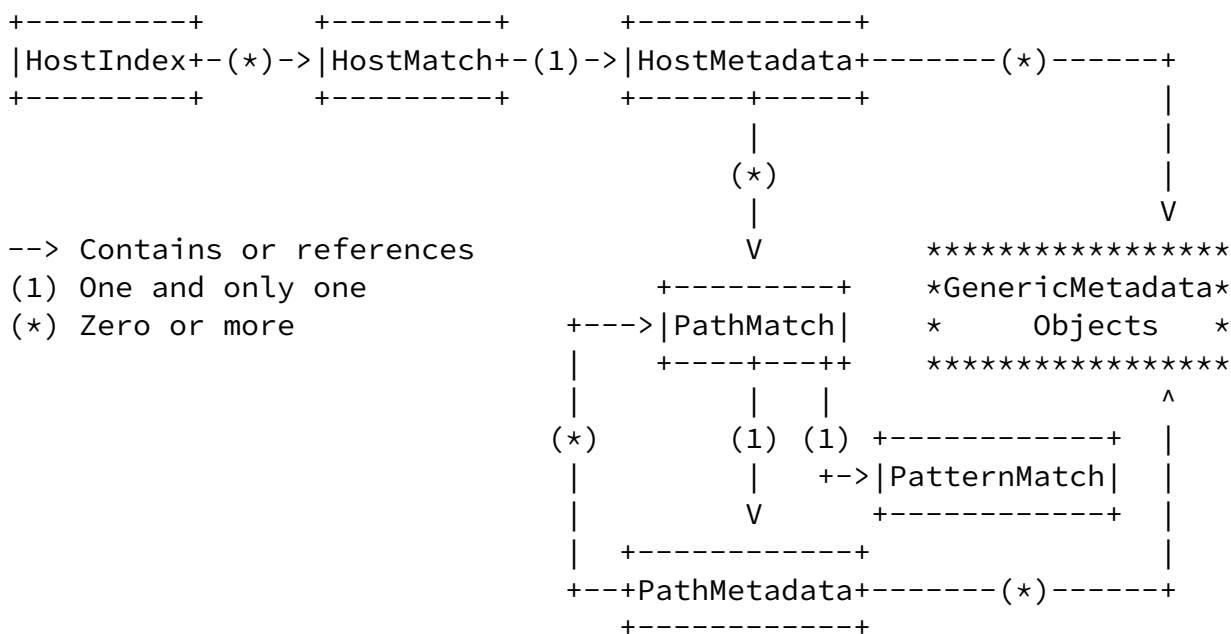 +---------+      +---------+       +------------+
|HostIndex+-(*)->|HostMatch+-(1)->|HostMetadata+-------(*)------+
+---------+      +---------+       +------+-----+                |
                                          |                      |
                                         (*)                     |
                                          |                      V
--> Contains or references                V         *****************
(1) One and only one                 +---------+    *GenericMetadata*
(*) Zero or more                +--->|PathMatch|    *     Objects   *
                                |    +----+---++    *****************
                                |         |   |                  ^
                               (*)       (1) (1) +------------+  |
                                |         |   +->|PatternMatch|  |
                                |         V      +------------+  |
                                |  +------------+                |
                                +--+PathMetadata+-------(*)------+
                                   +------------+